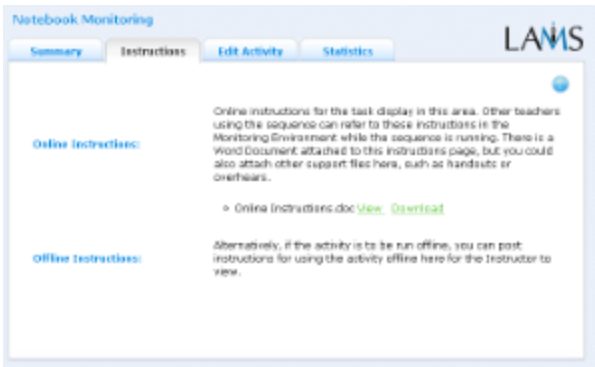 Notebook Monitoring
LAMS
Summary
Instructions
Edit Activity
Statistics
Online instructions for the task display in this area. Other teachers
using the sequence can refer to these instructions in the
Monitoring Environment while the sequence is running. There is a
Online Instructions:
Word Document attached to this instructions page, but you could
also attach other support files here, such as handouts or
overhears.
Online Instructions.doc View Download
Alternatively, if the activity is to be run offline, you can post
Offline Instructions:
instructions for using the activity offline here for the Instructor to
view.